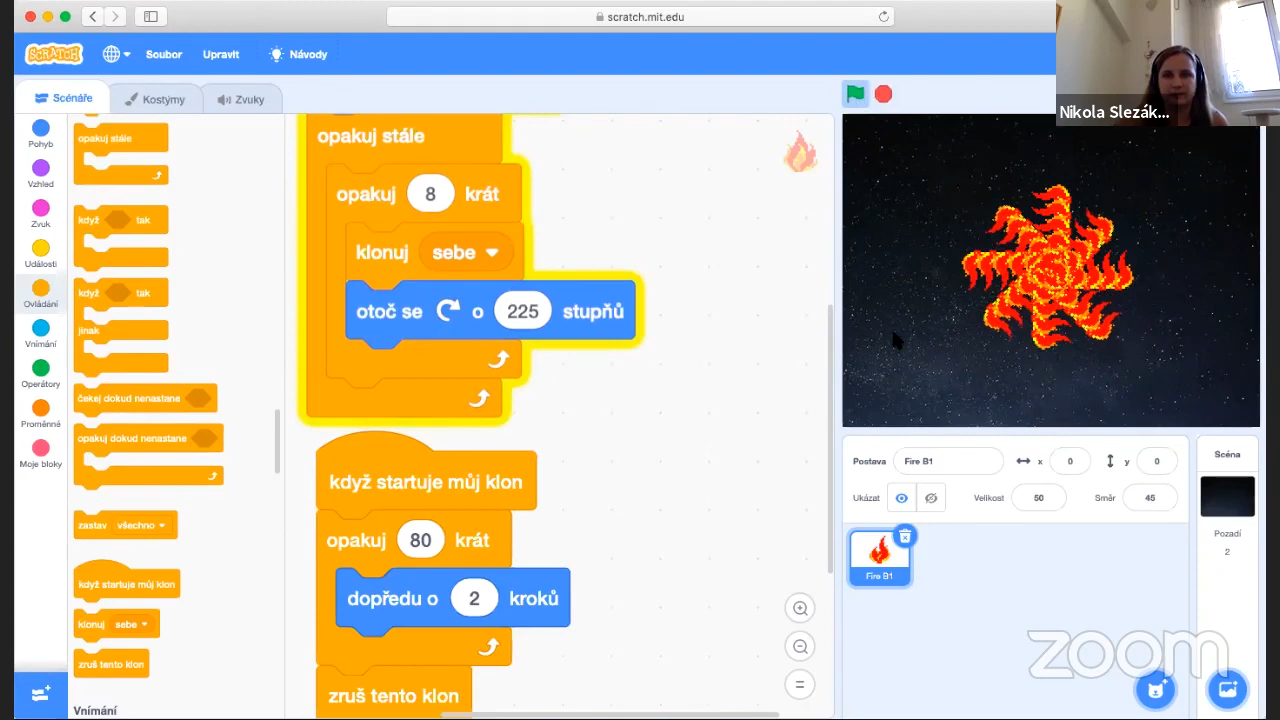 scratch.mit.edu
SCRATCH
Soubor
Upravit
Návody
Nikola Slezák...
Scénáře
Kostýmy
Zvuky
Pohyb
Vzhled
Zvuk
Události
Ovládání
Vnímání
Operátory
Proměnné
Moje bloky
opakuj stále
když tak
když tak
jinak
čekej dokud nenastane
opakuj dokud nenastane
zastav všechno
když startuje můj klon
klonuj sebe
zruš tento klon
Vnímání
opakuj stále
opakuj 8 krát
klonuj sebe
otoč se o 225 stupňů
když startuje můj klon
opakuj 80 krát
dopředu o 2 kroků
zruš tento klon
Postava Fire B1 x 0 y 0
Ukázat Velikost 50 Směr 45
Fire B1
Scéna
Pozadí
2
zoom